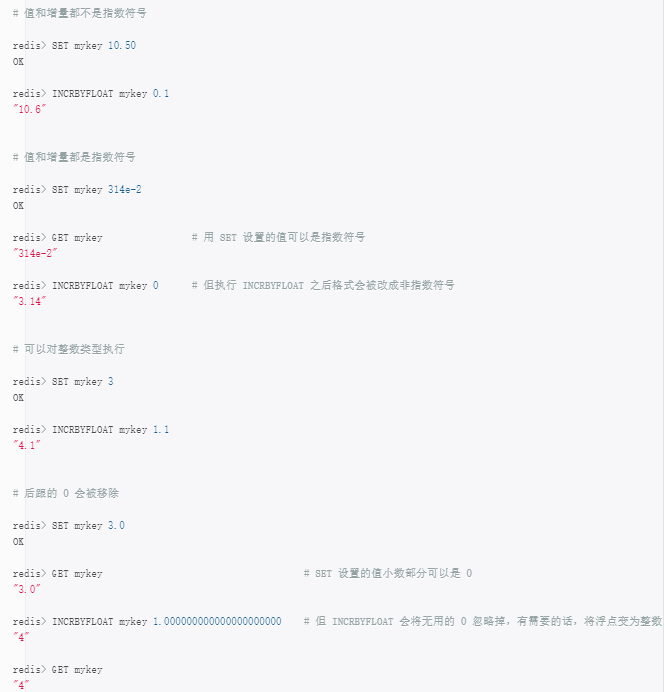 # 值和增量都不是指数符号
redis> SET mykey 10.50
OK
redis> INCRBYFLOAT mykey 0.1
"10.6"
# 值和增量都是指数符号
redis> SET mykey 314e-2
OK
redis> GET mykey # 用 SET 设置的值可以是指数符号
"314e-2"
redis> INCRBYFLOAT mykey 0 # 但执行 INCRBYFLOAT 之后格式会被改成非指数符号
"3.14"
# 可以对整数类型执行
redis> SET mykey 3
OK
redis> INCRBYFLOAT mykey 1.1
"4.1"
# 后跟的 0 会被移除
redis> SET mykey 3.0
OK
redis> GET mykey # SET 设置的值小数部分可以是 0
"3.0"
redis> INCRBYFLOAT mykey 1.000000000000000000000 # 但 INCRBYFLOAT 会将无用的 0 忽略掉，有需要的话，将浮点变为整数
"4"
redis> GET mykey
"4"